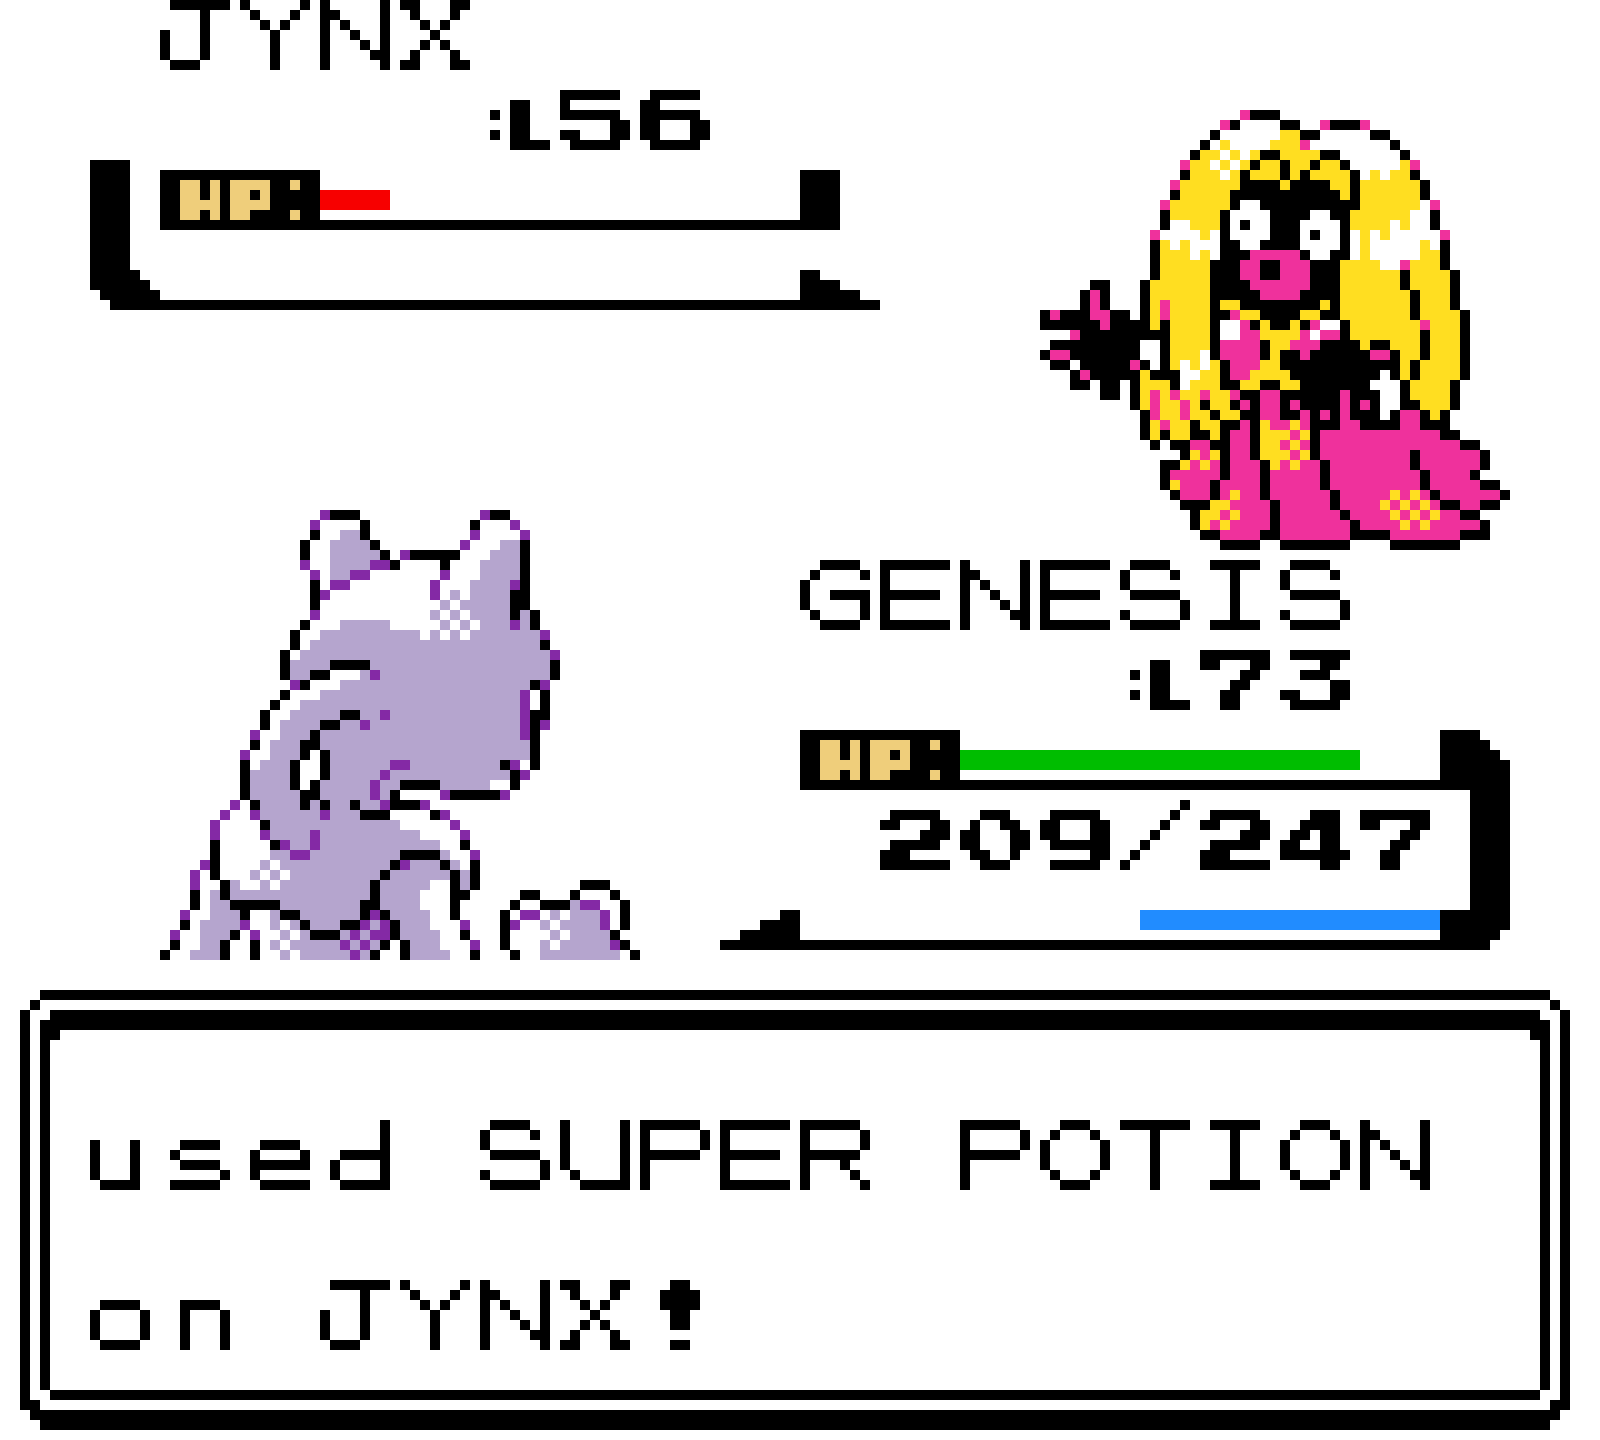 JYNX
:L56
HP:
GENESIS
:L73
HP:
209/247
used SUPER POTION
on JYNX!